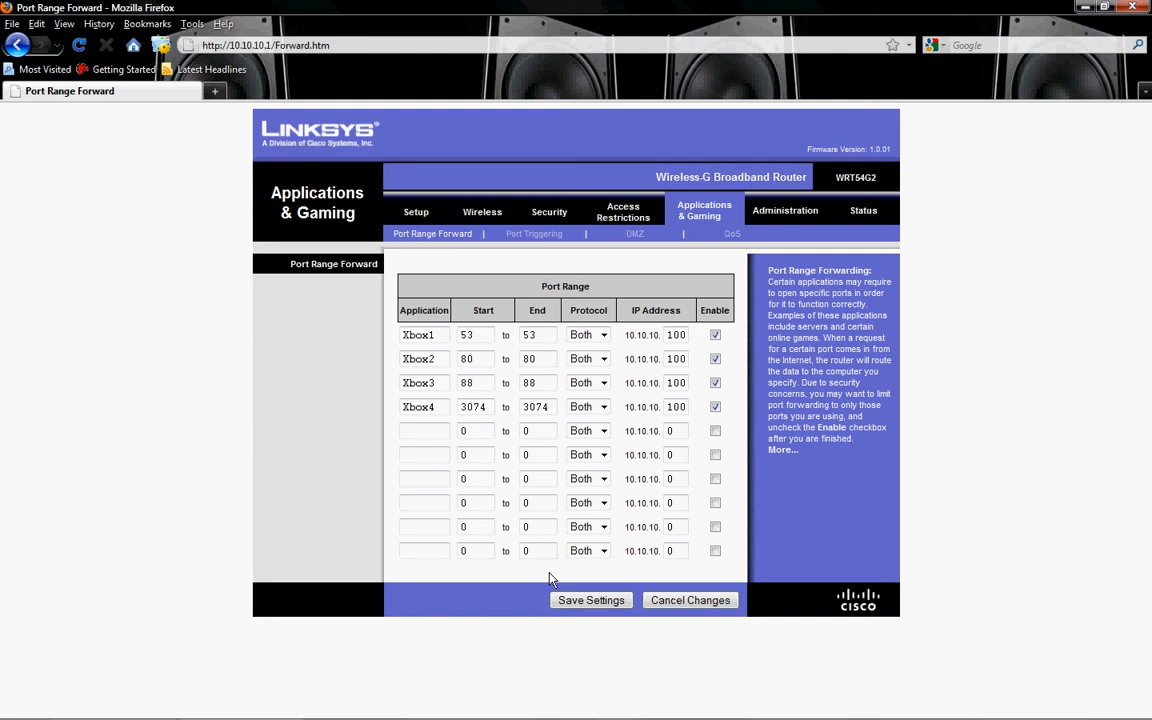 Port Range Forward - Mozilla Firefox
File Edit View History Bookmarks Tools Help
http://10.10.10.1/Forward.htm
Google
Most Visited Getting Started Latest Headlines
Port Range Forward
LINKSYS®
A Division of Cisco Systems, Inc.
Firmware Version: 1.0.01
Wireless-G Broadband Router WRT54G2
Applications
& Gaming
Setup Wireless Security Access Restrictions Applications & Gaming Administration Status
Port Range Forward | Port Triggering | DMZ | QoS
Port Range Forward
Port Range
Application Start End Protocol IP Address Enable
Xbox1 53 to 53 Both 10.10.10. 100
Xbox2 80 to 80 Both 10.10.10. 100
Xbox3 88 to 88 Both 10.10.10. 100
Xbox4 3074 to 3074 Both 10.10.10. 100
0 to 0 Both 10.10.10. 0
0 to 0 Both 10.10.10. 0
0 to 0 Both 10.10.10. 0
0 to 0 Both 10.10.10. 0
0 to 0 Both 10.10.10. 0
0 to 0 Both 10.10.10. 0
Port Range Forwarding:
Certain applications may require
to open specific ports in order
for it to function correctly.
Examples of these applications
include servers and certain
online games. When a request
for a certain port comes in from
the Internet, the router will route
the data to the computer you
specify. Due to security
concerns, you may want to limit
port forwarding to only those
ports you are using, and
uncheck the Enable checkbox
after you are finished.
More...
Save Settings Cancel Changes
CISCO